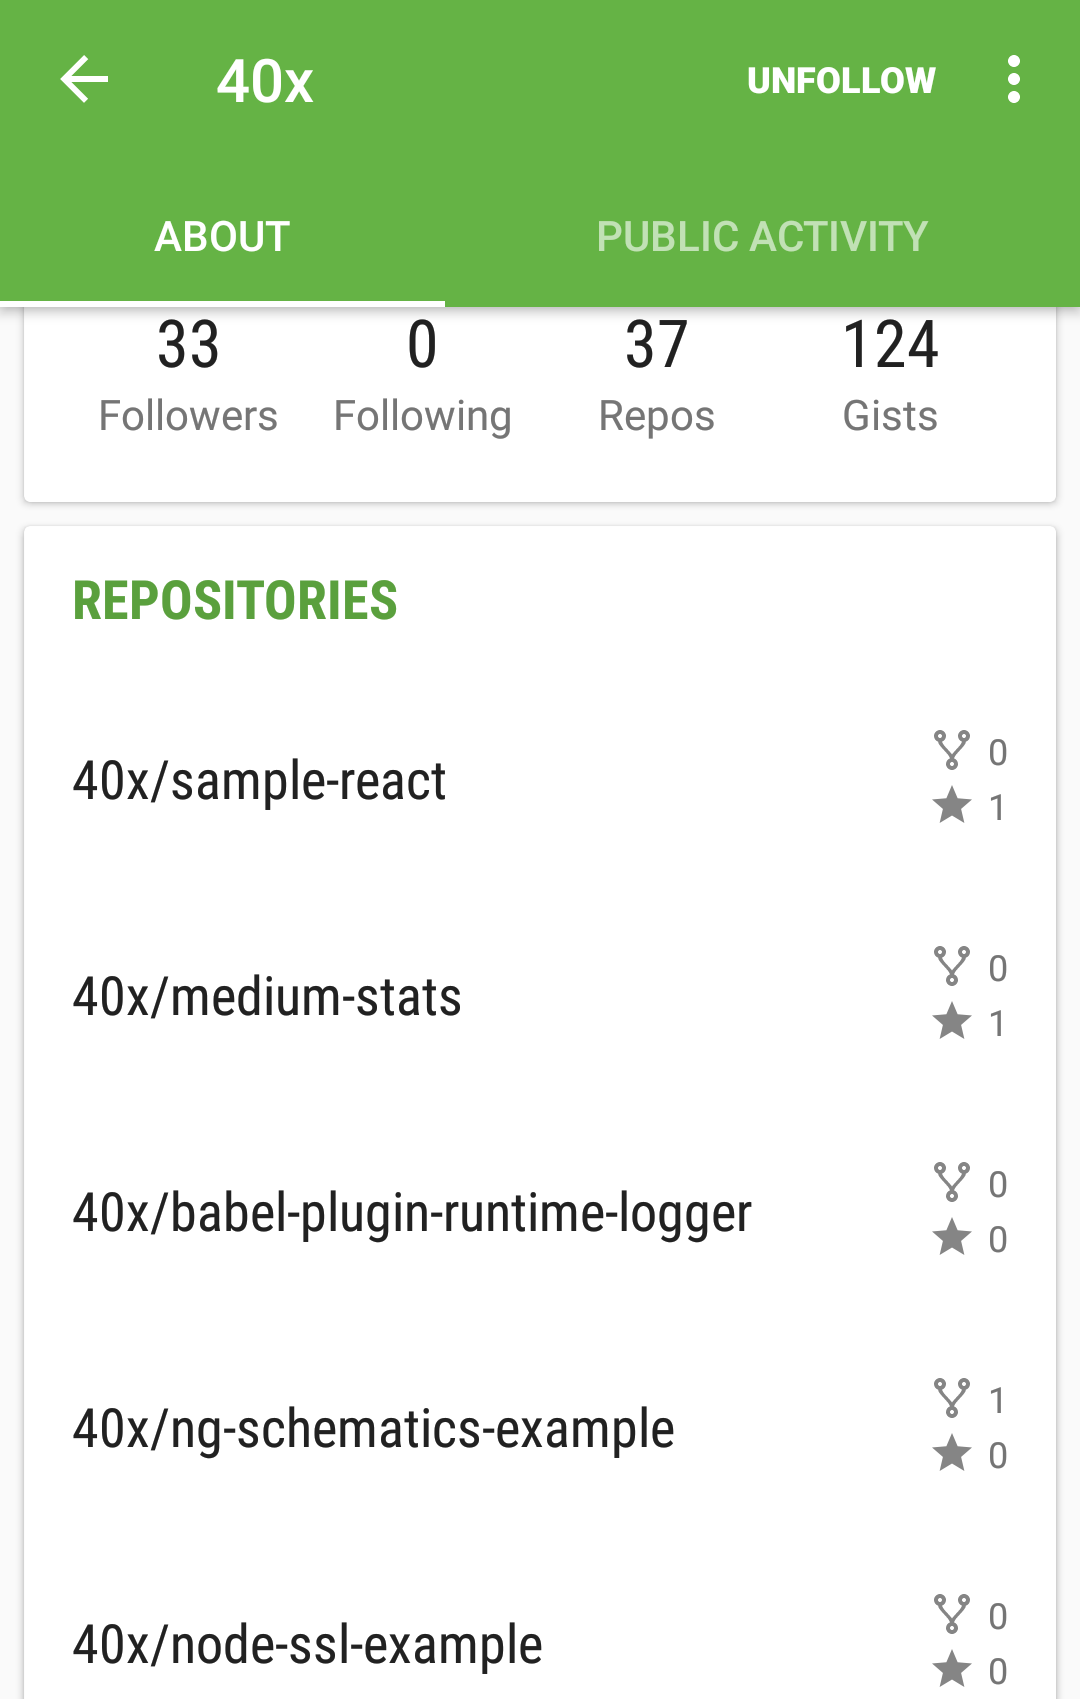 40x UNFOLLOW
ABOUT PUBLIC ACTIVITY
33 0 37 124
Followers Following Repos Gists
REPOSITORIES
0
40x/sample-react
1
0
40x/medium-stats
1
0
40x/babel-plugin-runtime-logger
0
1
40x/ng-schematics-example
0
0
40x/node-ssl-example
0